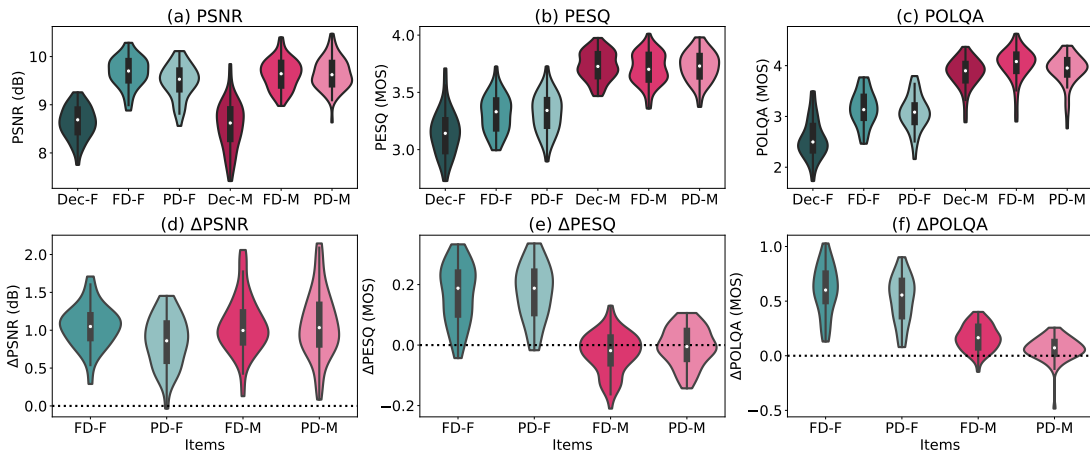 (a) PSNR
PSNR (dB)
10
9
8
Dec-F FD-F PD-F Dec-M FD-M PD-M
(b) PESQ
PESQ (MOS)
4.0
3.5
3.0
Dec-F FD-F PD-F Dec-M FD-M PD-M
(c) POLQA
POLQA (MOS)
4
3
2
Dec-F FD-F PD-F Dec-M FD-M PD-M
(d) ΔPSNR
ΔPSNR (dB)
2.0
1.5
1.0
0.5
0.0
FD-F PD-F FD-M PD-M
Items
(e) ΔPESQ
ΔPESQ (MOS)
0.2
0.0
−0.2
FD-F PD-F FD-M PD-M
Items
(f) ΔPOLQA
ΔPOLQA (MOS)
1.0
0.5
0.0
−0.5
FD-F PD-F FD-M PD-M
Items